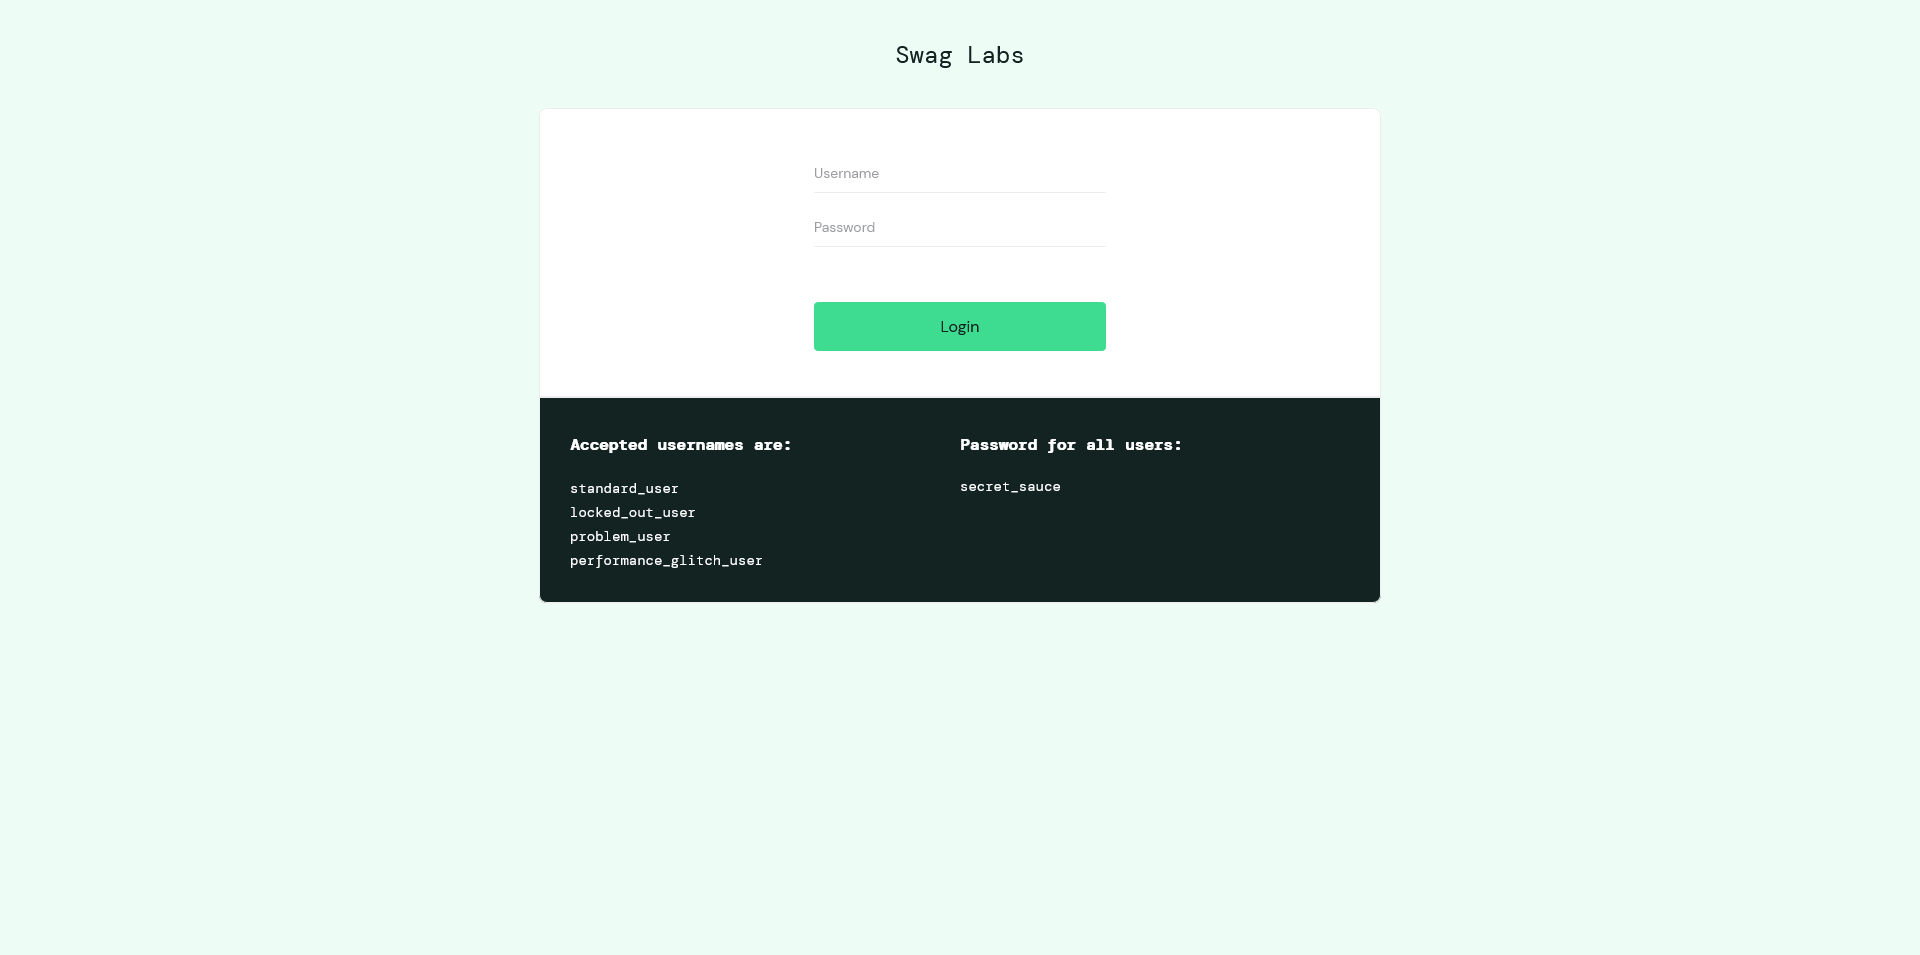 Swag Labs
Username
Password
Login
Accepted usernames are:
standard_user
locked_out_user
problem_user
performance_glitch_user
Password for all users:
secret_sauce